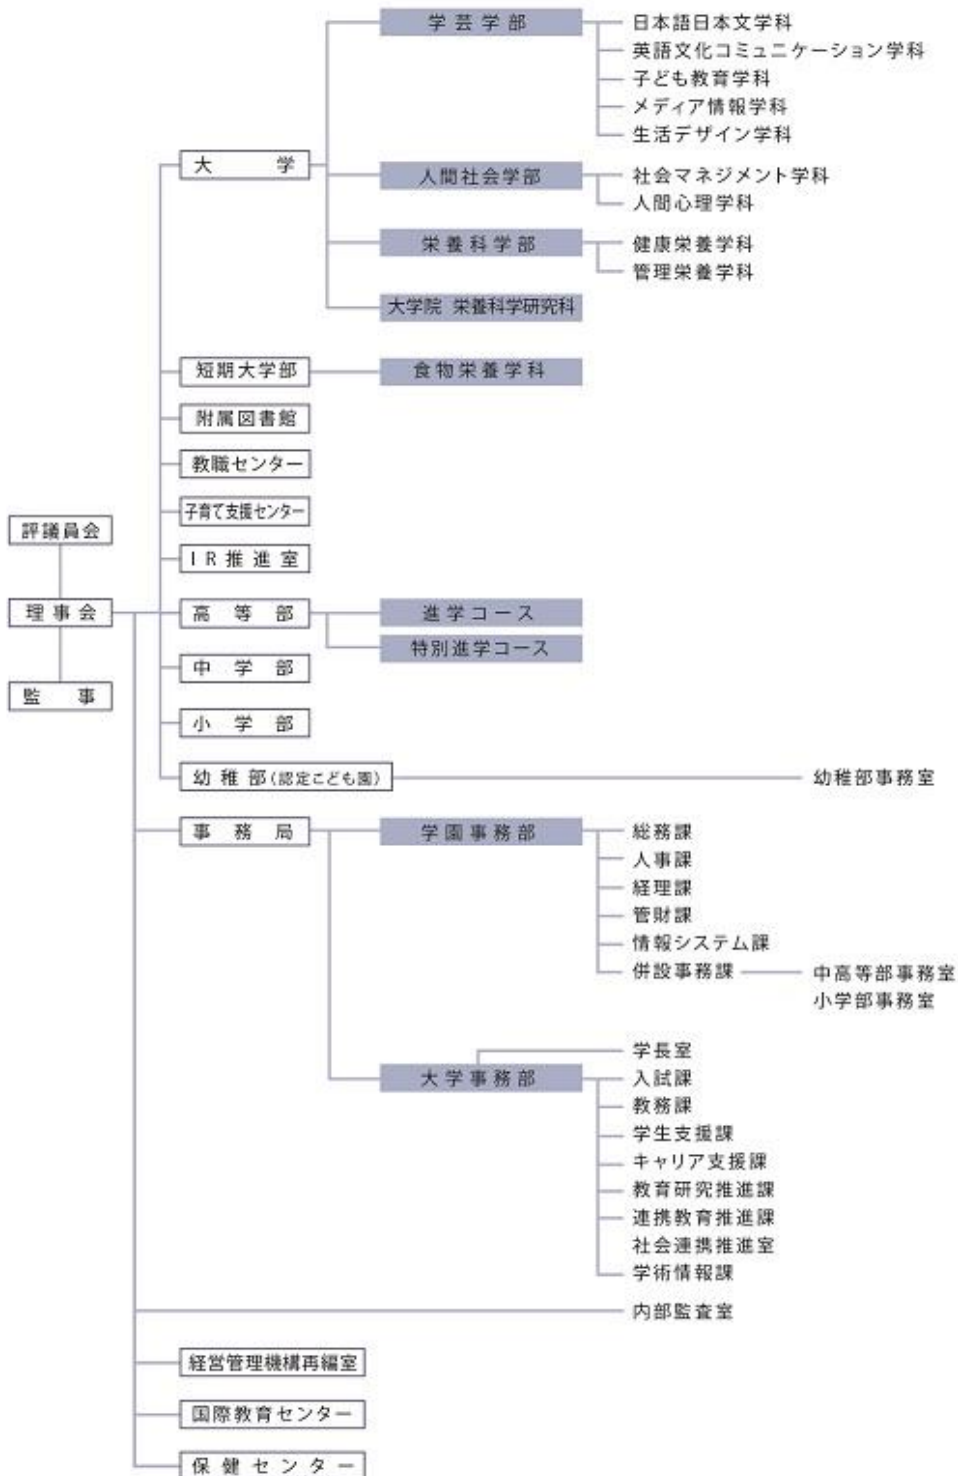 学芸学部
日本語日本文学科
英語文化コミュニケーション学科
子ども教育学科
メディア情報学科
生活デザイン学科
大学
人間社会学部
社会マネジメント学科
人間心理学科
栄養科学部
健康栄養学科
管理栄養学科
大学院 栄養科学研究科
短期大学部
食物栄養学科
附属図書館
教職センター
子育て支援センター
評議員会
IR推進室
理事会
高等部
進学コース
特別進学コース
中学部
監事
小学部
幼稚部(認定こども園)
幼稚部事務室
事務局
学園事務部
総務課
人事課
経理課
管財課
情報システム課
併設事務課
中高等部事務室
小学部事務室
学長室
大学事務部
入試課
教務課
学生支援課
キャリア支援課
教育研究推進課
連携教育推進課
社会連携推進室
学術情報課
内部監査室
経営管理機構再編室
国際教育センター
保健センター